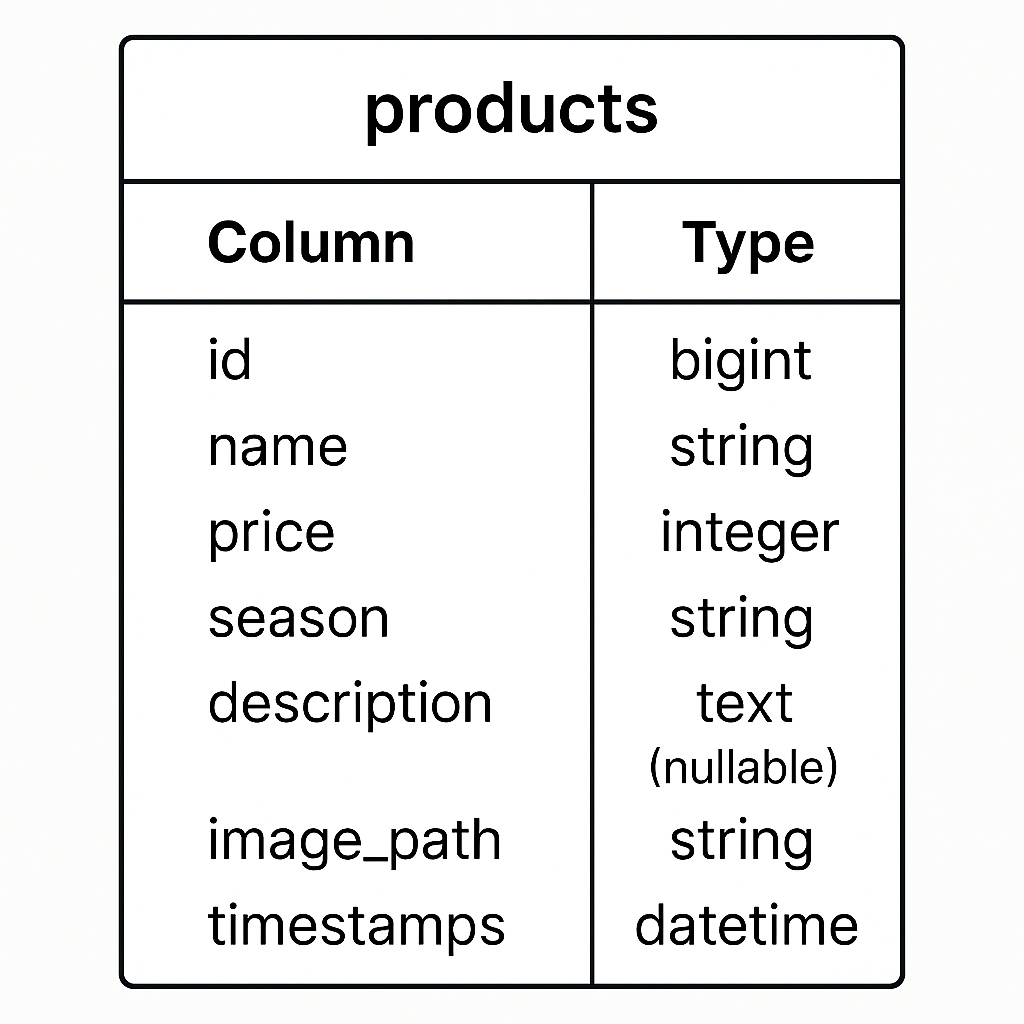 products
Column Type
id bigint
name string
price integer
season string
description text
(nullable)
image_path string
timestamps datetime